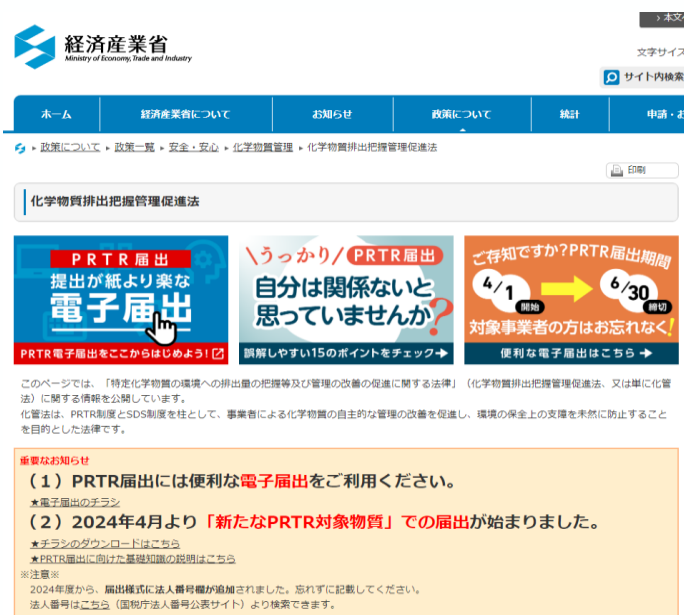 › 本文へ
経済産業省
Ministry of Economy, Trade and Industry
文字サイズ
サイト内検索
ホーム 経済産業省について お知らせ 政策について 統計 申請・お
政策について ▸ 政策一覧 ▸ 安全・安心 ▸ 化学物質管理 ▸ 化学物質排出把握管理促進法
印刷
化学物質排出把握管理促進法
PRTR届出
提出が紙より楽な
電子届出
PRTR電子届出をここからはじめよう!
\うっかり/ PRTR届出
自分は関係ないと
思っていませんか?
誤解しやすい15のポイントをチェック➔
ご存知ですか?PRTR届出期間
4/1 開始 6/30 締切
対象事業者の方はお忘れなく!
便利な電子届出はこちら ➔
このページでは、「特定化学物質の環境への排出量の把握等及び管理の改善の促進に関する法律」(化学物質排出把握管理促進法、又は単に化管
法)に関する情報を公開しています。
化管法は、PRTR制度とSDS制度を柱として、事業者による化学物質の自主的な管理の改善を促進し、環境の保全上の支障を未然に防止すること
を目的とした法律です。
重要なお知らせ
(1)PRTR届出には便利な電子届出をご利用ください。
★電子届出のチラシ
(2)2024年4月より「新たなPRTR対象物質」での届出が始まりました。
★チラシのダウンロードはこちら
★PRTR届出に向けた基礎知識の説明はこちら
※注意※
2024年度から、届出様式に法人番号欄が追加されました。忘れずに記載してください。
法人番号はこちら(国税庁法人番号公表サイト)より検索できます。